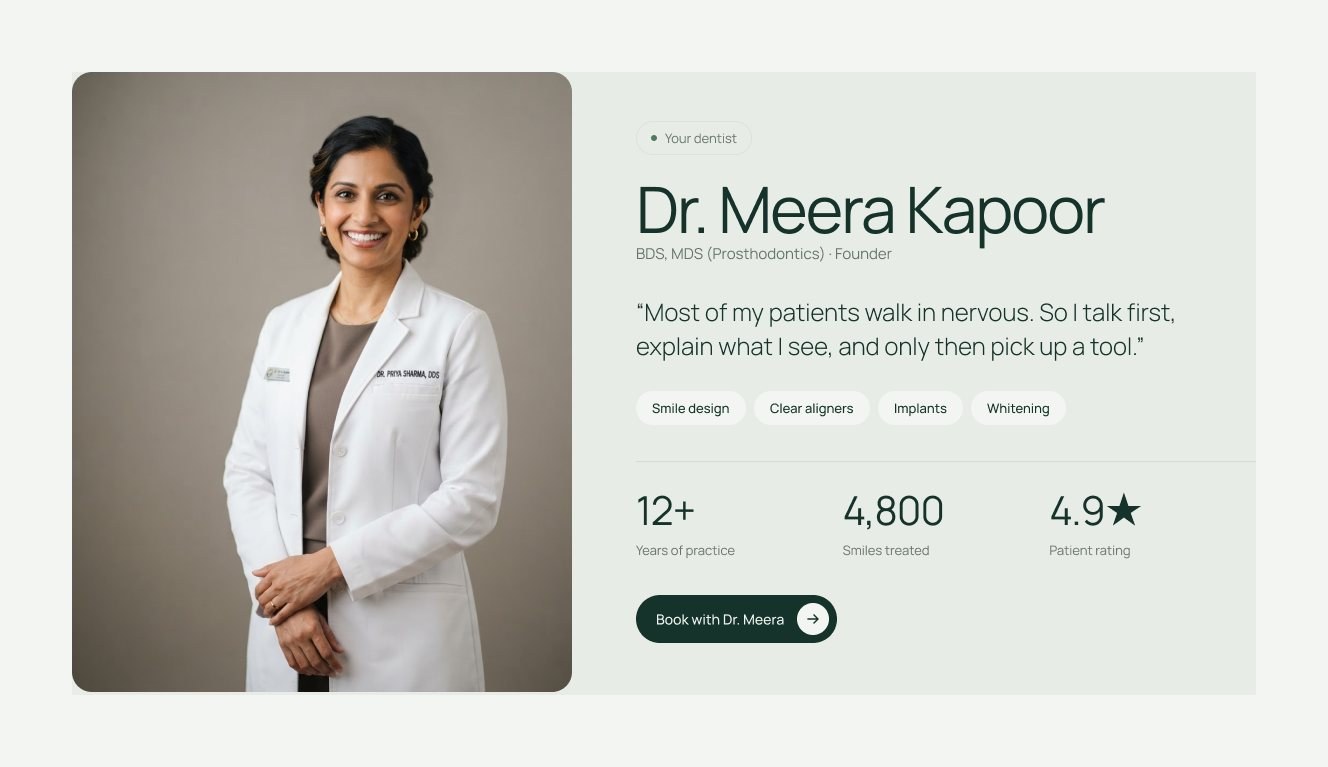 Your dentist
Dr. Meera Kapoor
BDS, MDS (Prosthodontics) · Founder
“Most of my patients walk in nervous. So I talk first,
explain what I see, and only then pick up a tool.”
Smile design
Clear aligners
Implants
Whitening
12+
4,800
4.9★
Years of practice
Smiles treated
Patient rating
Book with Dr. Meera
DR. PRIYA SHARMA, DDS